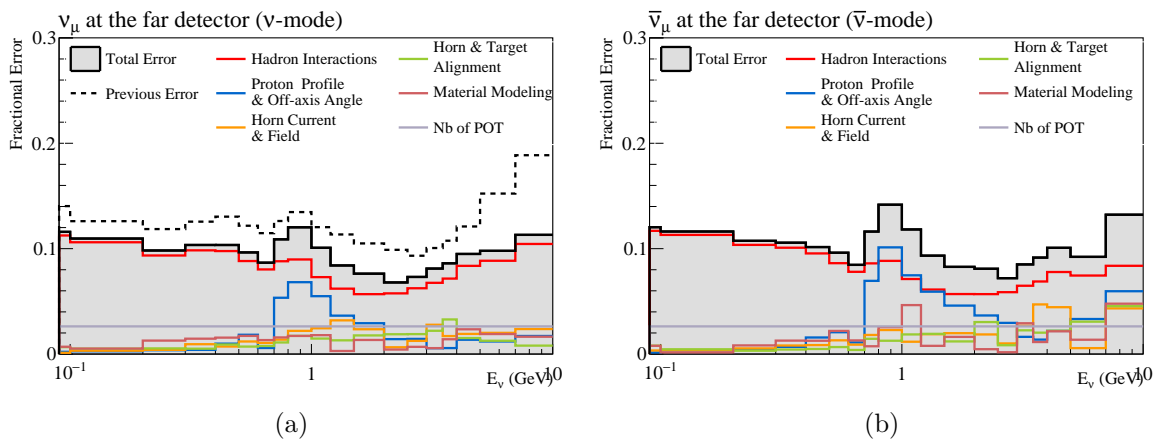 ν_μ at the far detector (ν-mode)
Fractional Error
0.3
0.2
0.1
0
Total Error
Previous Error
Hadron Interactions
Proton Profile
& Off-axis Angle
Horn Current
& Field
Horn & Target
Alignment
Material Modeling
Nb of POT
10⁻¹
1
10
E_ν (GeV)
(a)
ν̅_μ at the far detector (ν̅-mode)
Fractional Error
0.3
0.2
0.1
0
Total Error
Hadron Interactions
Proton Profile
& Off-axis Angle
Horn Current
& Field
Horn & Target
Alignment
Material Modeling
Nb of POT
10⁻¹
1
10
E_ν (GeV)
(b)